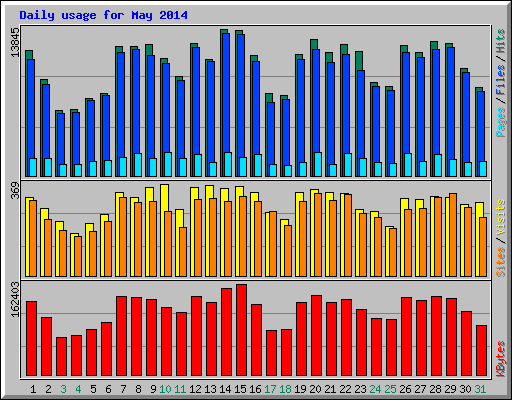 Daily usage for May 2014
13845
Pages / Files / Hits
369
Sites / Visits
162403
KBytes
1 2 3 4 5 6 7 8 9 10 11 12 13 14 15 16 17 18 19 20 21 22 23 24 25 26 27 28 29 30 31